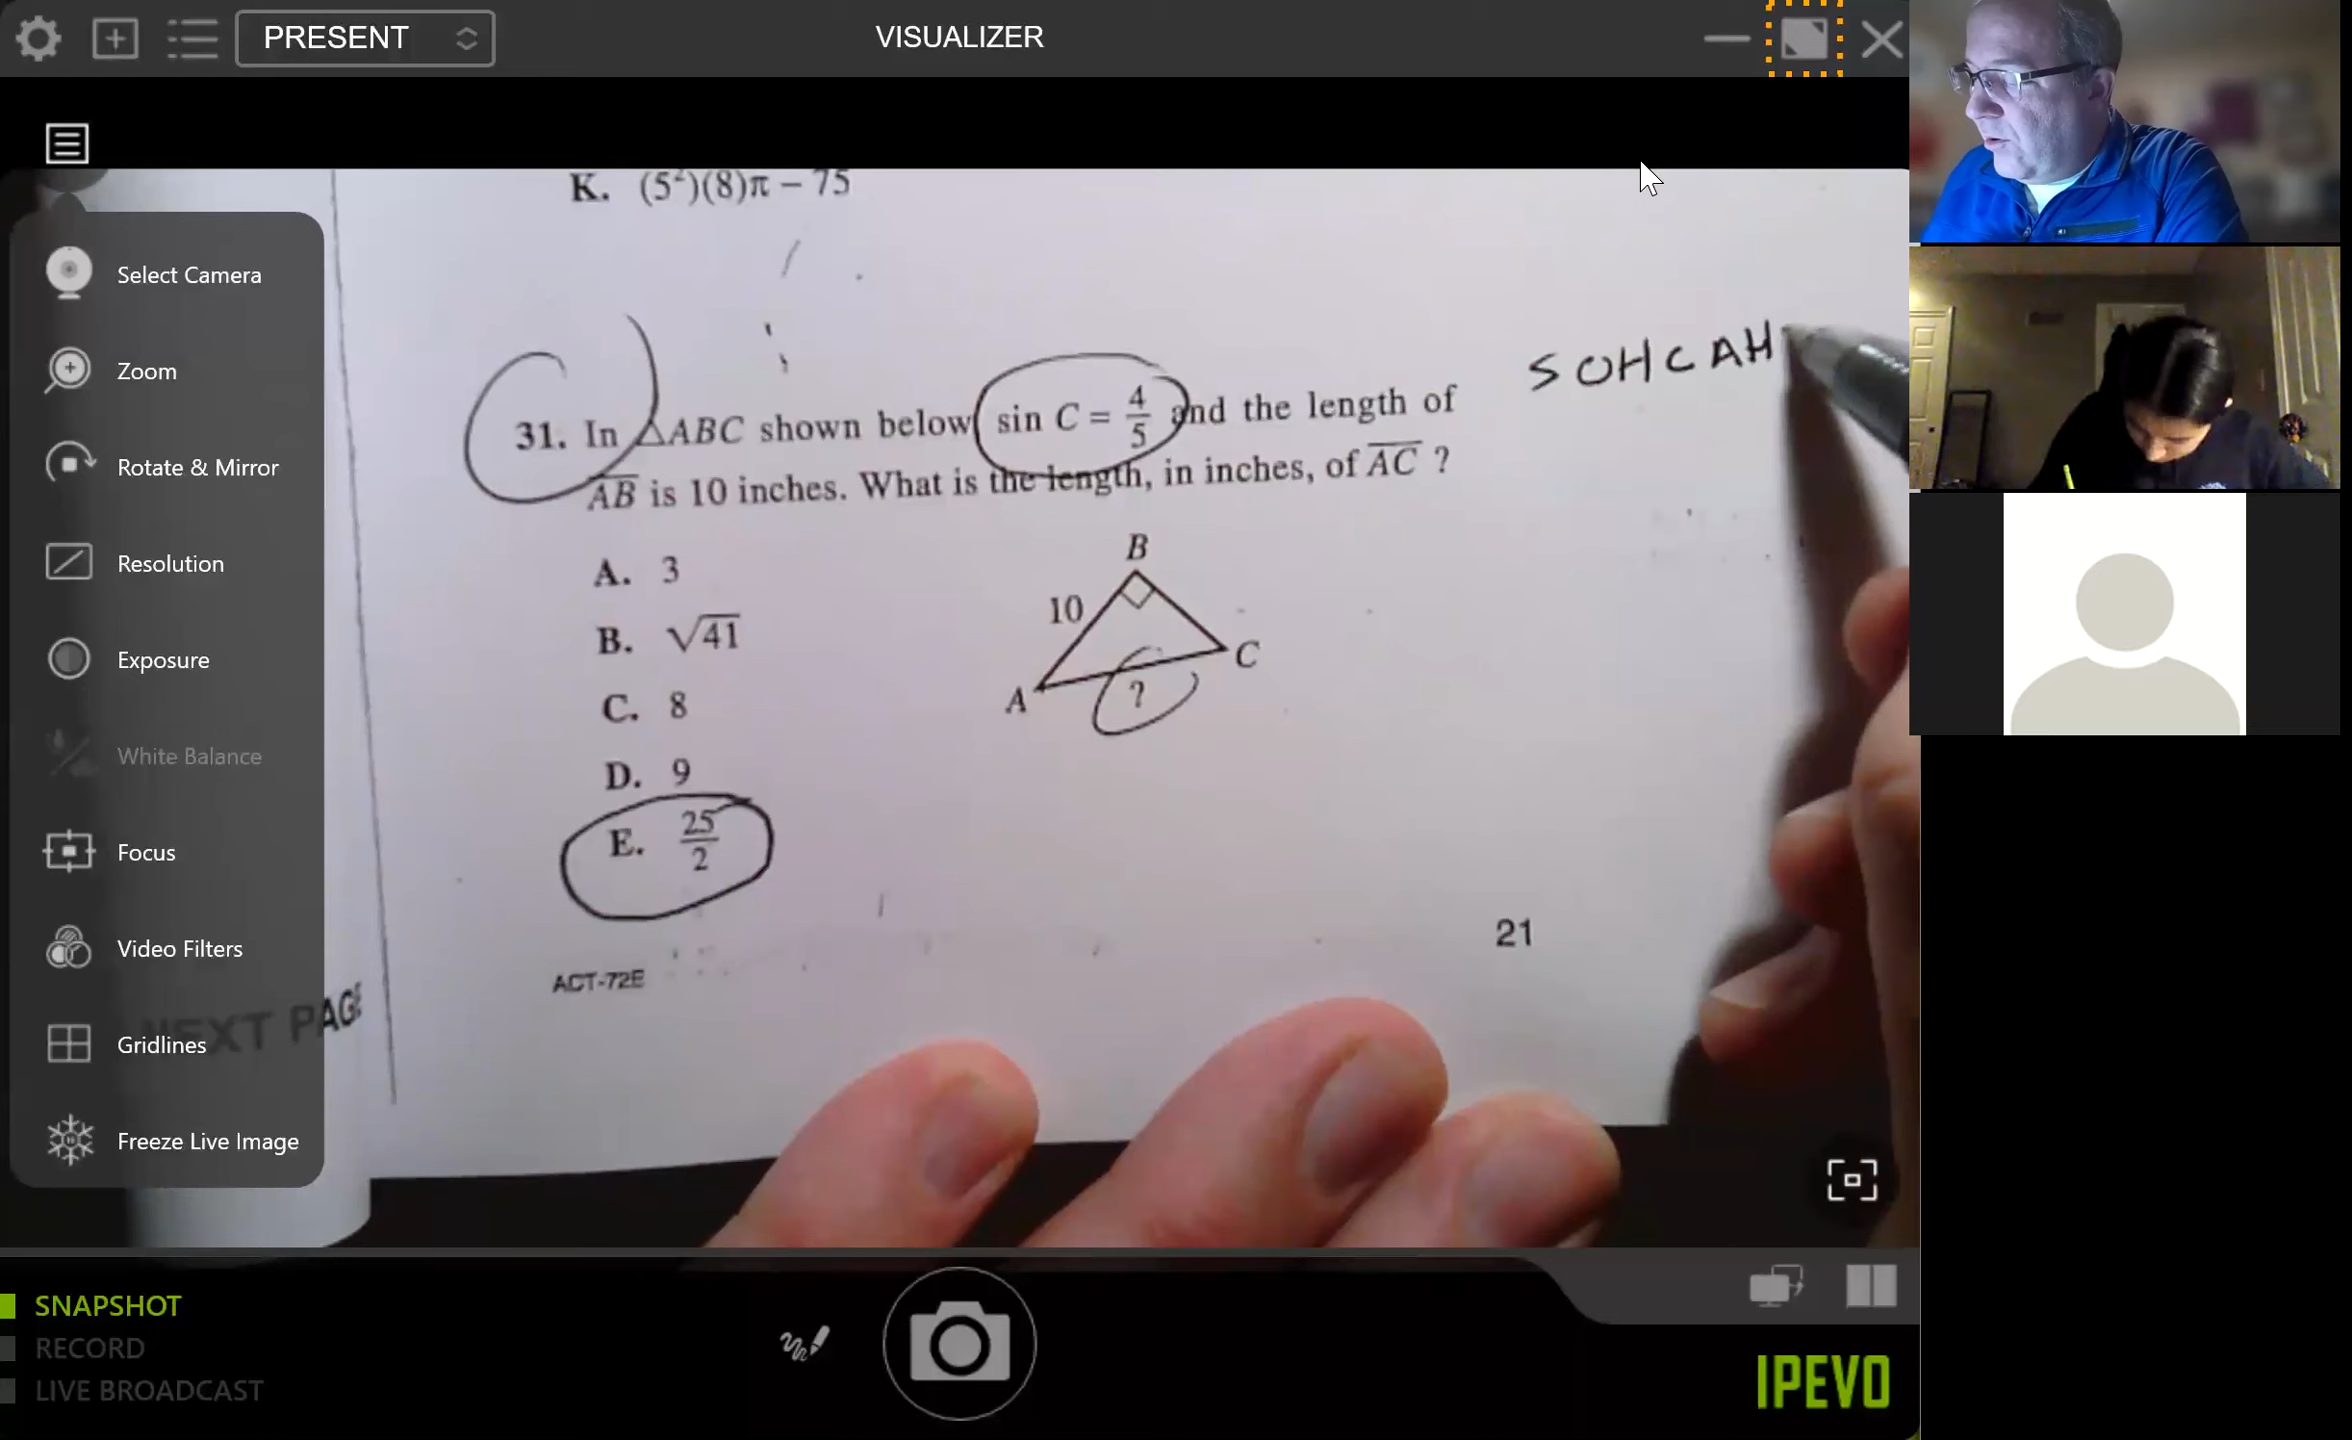 PRESENT
VISUALIZER
Select Camera
Zoom
Rotate & Mirror
Resolution
Exposure
White Balance
Focus
Video Filters
Gridlines
Freeze Live Image
K. (5²)(8)π − 75
SOHCAH
31. In △ABC shown below sin C = 4/5 and the length of
AB is 10 inches. What is the length, in inches, of AC ?
A. 3
B. √41
C. 8
D. 9
E. 25/2
B
10
C
A
?
21
ACT-72E
NEXT PAGE
SNAPSHOT
RECORD
LIVE BROADCAST
IPEVO